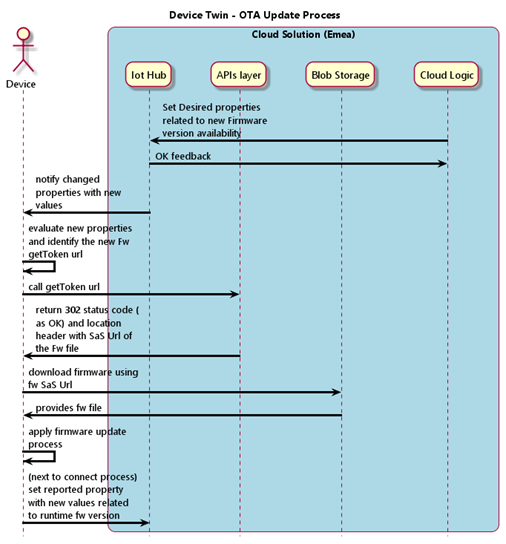 Device Twin - OTA Update Process
Cloud Solution (Emea)
Device
Iot Hub
APIs layer
Blob Storage
Cloud Logic
Set Desired properties
related to new Firmware
version availability
OK feedback
notify changed
properties with new
values
evaluate new properties
and identify the new Fw
getToken url
call getToken url
return 302 status code (
as OK) and location
header with SaS Url of
the Fw file
download firmware using
fw SaS Url
provides fw file
apply firmware update
process
(next to connect process)
set reported property
with new values related
to runtime fw version